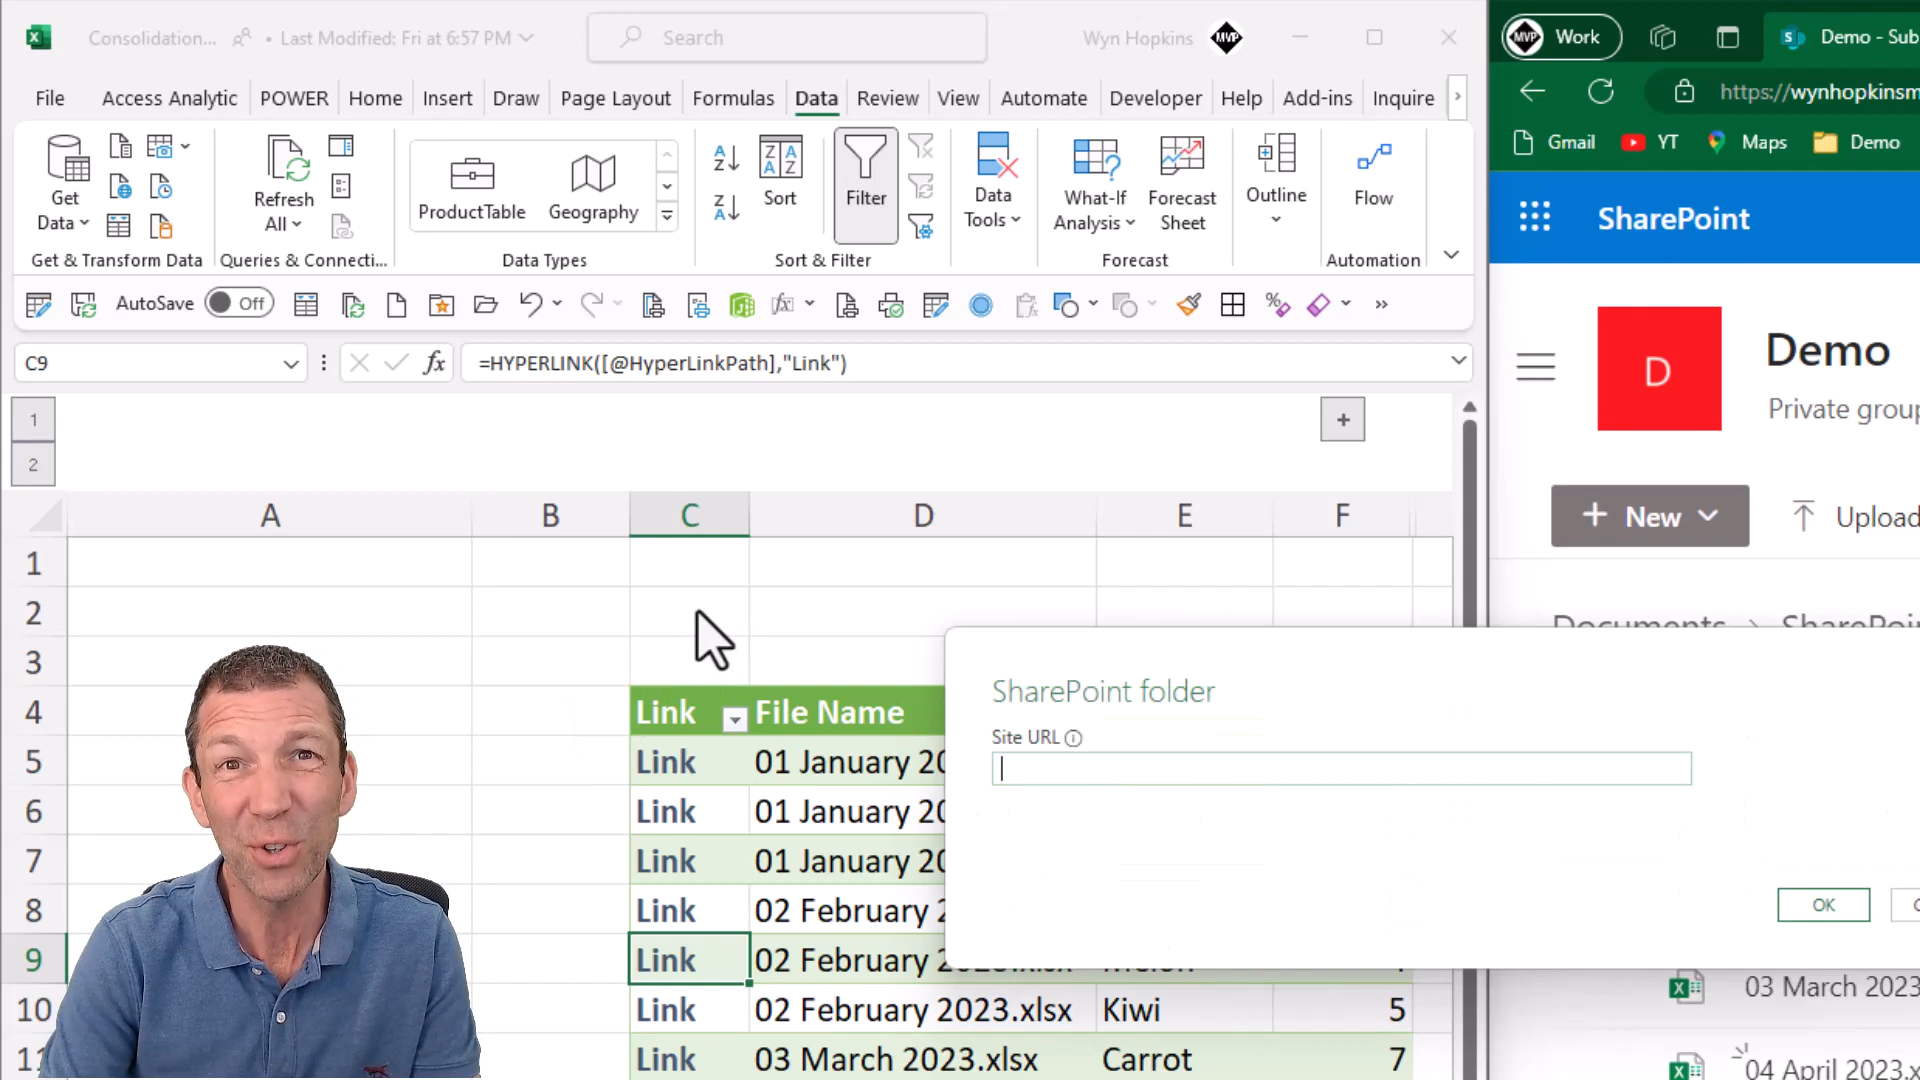 Consolidation... • Last Modified: Fri at 6:57 PM
Search
Wyn Hopkins
MVP
File Access Analytic POWER Home Insert Draw Page Layout Formulas Data Review View Automate Developer Help Add-ins Inquire
Get Data
Refresh All
ProductTable
Geography
Sort
Filter
Data Tools
What-If Analysis
Forecast Sheet
Outline
Flow
Get & Transform Data
Queries & Connecti...
Data Types
Sort & Filter
Forecast
Automation
AutoSave Off
C9
fx
=HYPERLINK([@HyperLinkPath],"Link")
1
2
+
A B C D E F
1
2
3
4 Link File Name
5 Link 01 January 20
6 Link 01 January 20
7 Link 01 January 20
8 Link 02 February
9 Link 02 February
10 Link 02 February 2023.xlsx Kiwi 5
11 Link 03 March 2023.xlsx Carrot 7
MVP Work
Demo - Sub
https://wynhopkinsm
Gmail YT Maps Demo
SharePoint
D
Demo
Private group
+ New
Upload
Documents > SharePoin
SharePoint folder
Site URL
OK
03 March 2023
04 April 2023.x